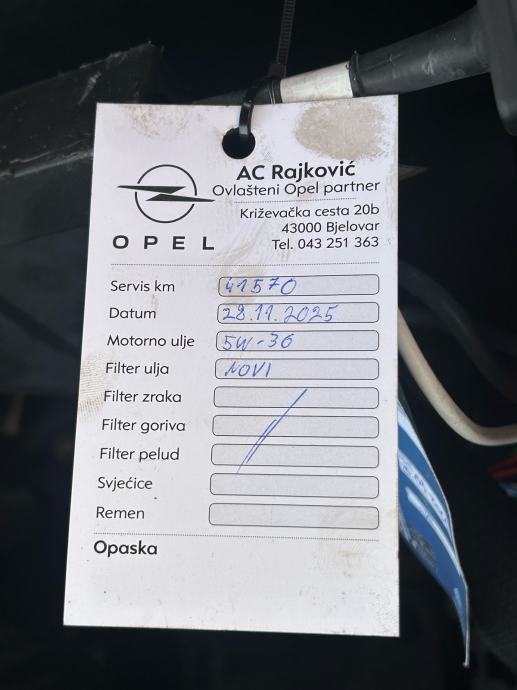 AC Rajković
Ovlašteni Opel partner
Križevačka cesta 20b
43000 Bjelovar
Tel. 043 251 363
OPEL
Servis km 41570
Datum 28.11.2025
Motorno ulje 5W-30
Filter ulja NOVI
Filter zraka
Filter goriva
Filter pelud
Svjećice
Remen
Opaska